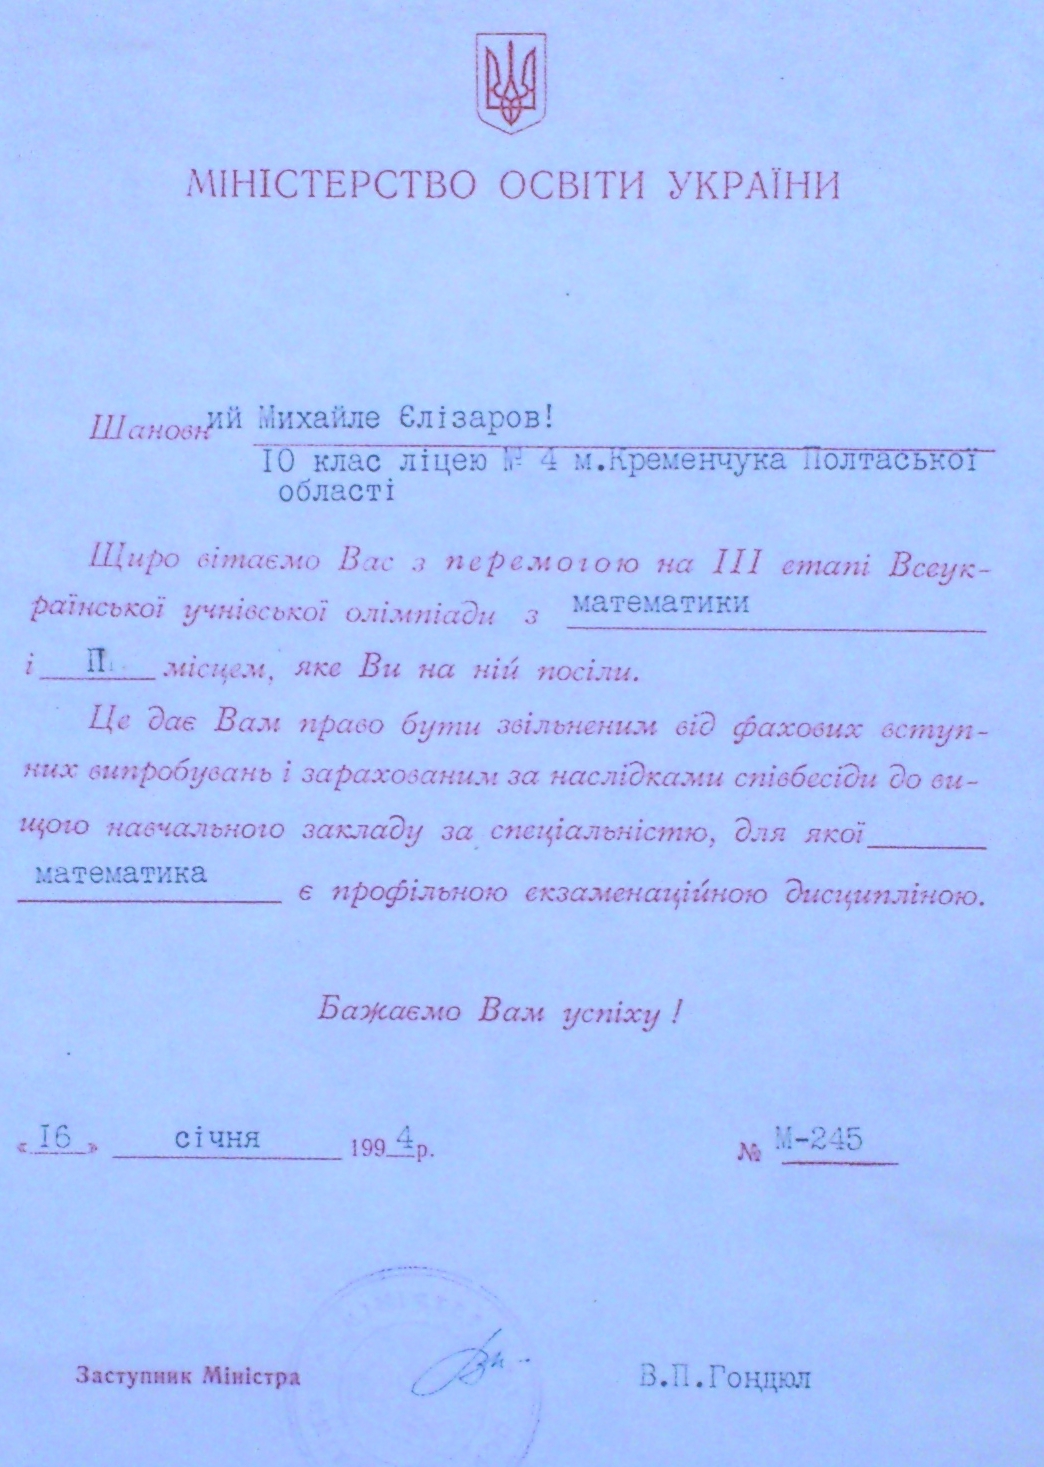 МІНІСТЕРСТВО ОСВІТИ УКРАЇНИ
Шановний Михайле Єлізаров!
ІО клас ліцею № 4 м.Кременчука Полтаської
області
Щиро вітаємо Вас з перемогою на III етапі Всеук-
раїнської учнівської олімпіади з математики
і П місцем, яке Ви на ній посіли.
Це дає Вам право бути звільненим від фахових вступ-
них випробувань і зарахованим за наслідками співбесіди до ви-
щого навчального закладу за спеціальністю, для якої
математика є профільною екзаменаційною дисципліною.
Бажаємо Вам успіху!
«І6» січня 1994р. № М-245
Заступник Міністра В.П.Гондюл